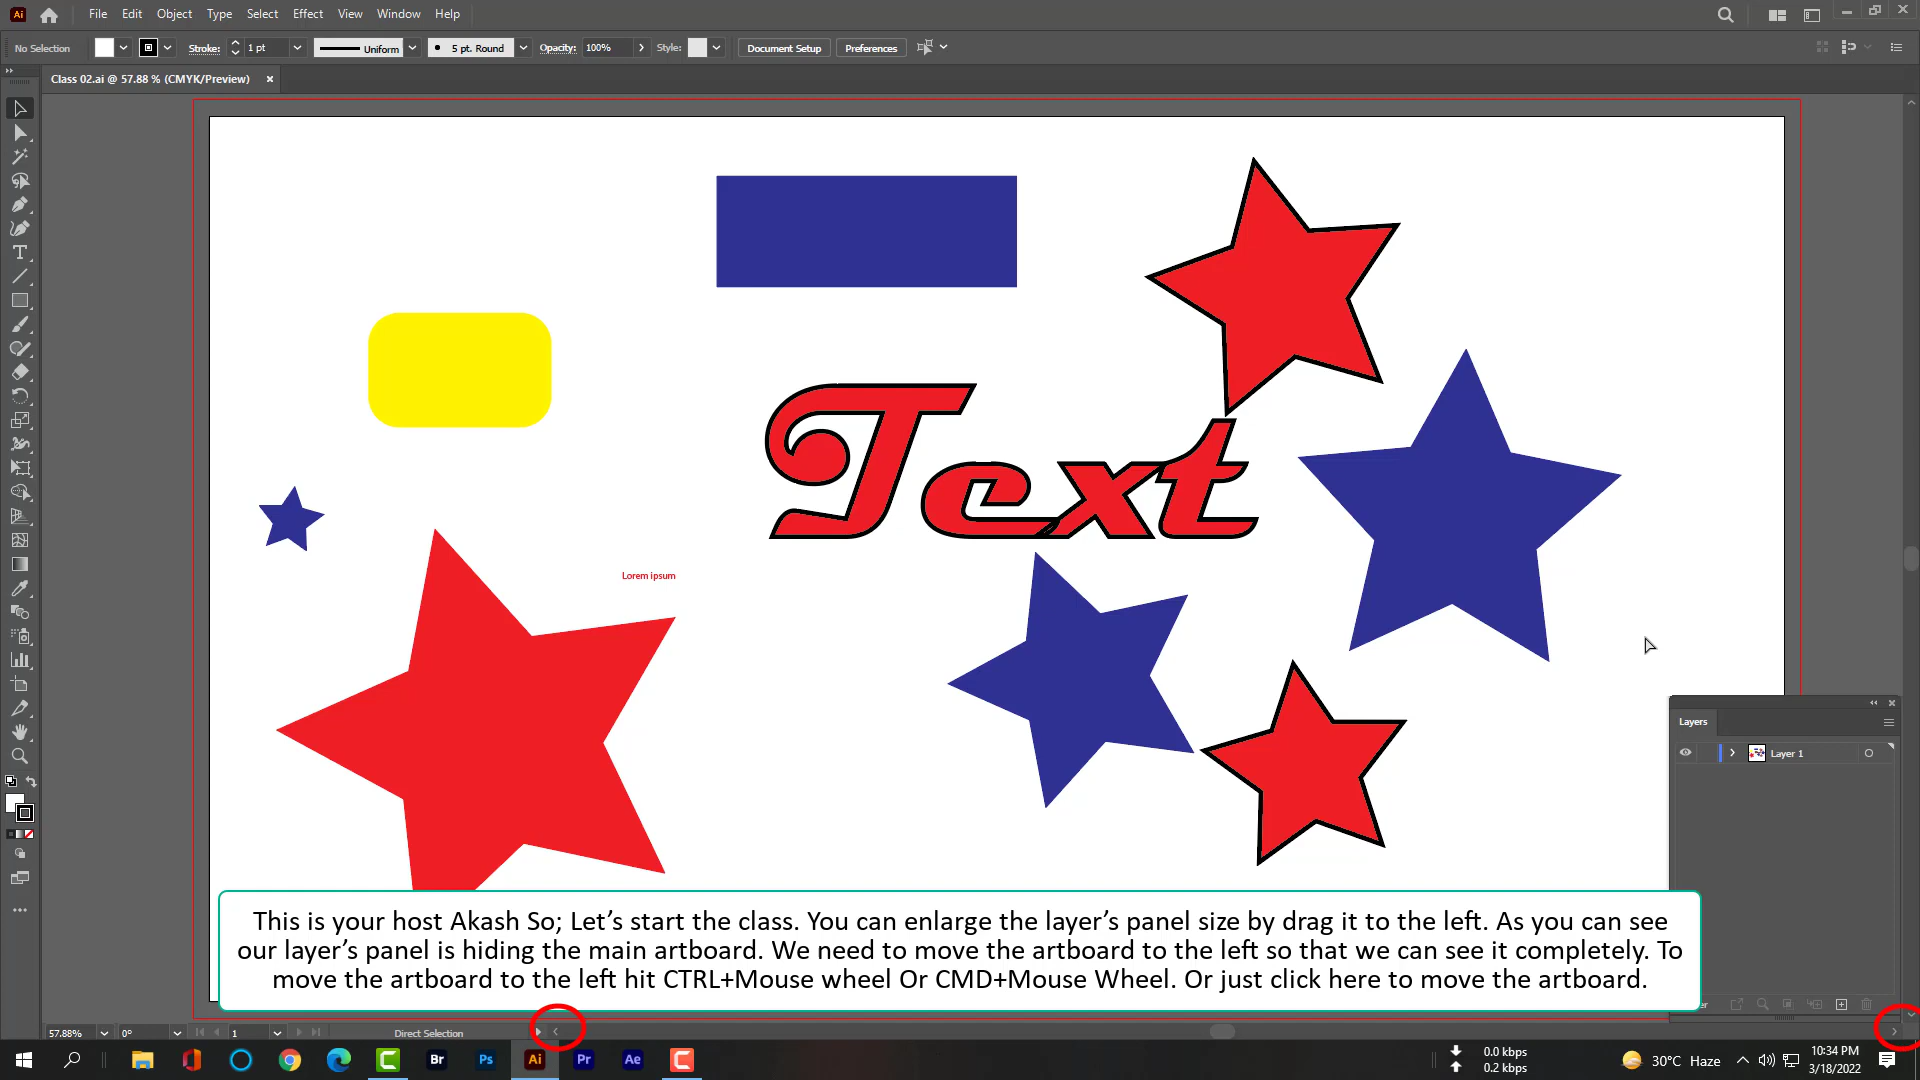 Ai File Edit Object Type Select Effect View Window Help
No Selection Stroke: 1 pt Uniform 5 pt. Round Opacity: 100% Style: Document Setup Preferences
Class 02.ai @ 57.88 % (CMYK/Preview)
Text
Lorem ipsum
Layers
Layer 1
This is your host Akash So; Let’s start the class. You can enlarge the layer’s panel size by drag it to the left. As you can see
our layer’s panel is hiding the main artboard. We need to move the artboard to the left so that we can see it completely. To
move the artboard to the left hit CTRL+Mouse wheel Or CMD+Mouse Wheel. Or just click here to move the artboard.
57.88% 0° 1 Direct Selection
Br Ps Ai Pr Ae
0.0 kbps
0.2 kbps
30°C Haze
10:34 PM
3/18/2022